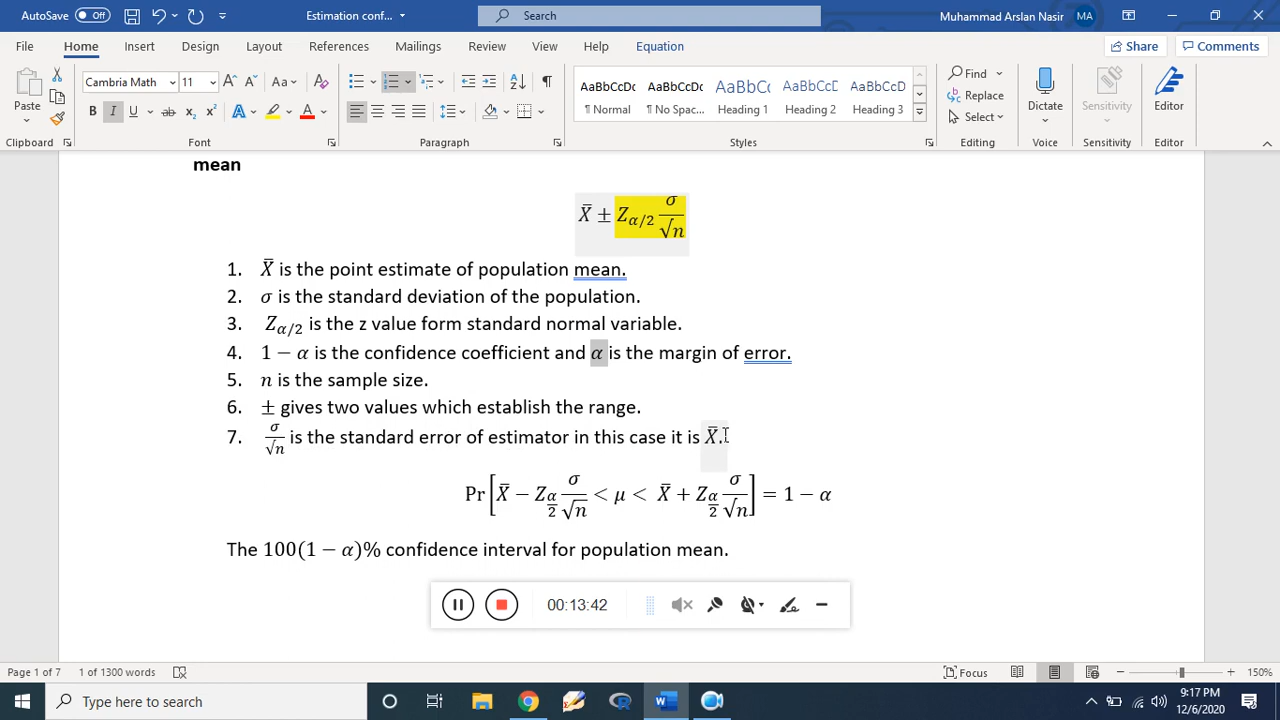 AutoSave Off Estimation conf... Search Muhammad Arslan Nasir MA
File Home Insert Design Layout References Mailings Review View Help Equation Share Comments
Cambria Math 11 A A Aa A AaBbCcDc AaBbCcDc AaBbCc AaBbCcD AaBbCcD Find
Paste B I U ab x₂ x² A A ¶ Normal ¶ No Spac... Heading 1 Heading 2 Heading 3 Replace Select Dictate Sensitivity Editor
Clipboard Font Paragraph Styles Editing Voice Sensitivity Editor
mean
X̄ ± Z_{α/2} σ/√n
1. X̄ is the point estimate of population mean.
2. σ is the standard deviation of the population.
3. Z_{α/2} is the z value form standard normal variable.
4. 1 − α is the confidence coefficient and α is the margin of error.
5. n is the sample size.
6. ± gives two values which establish the range.
7. σ/√n is the standard error of estimator in this case it is X̄.
Pr[X̄ − Z_{α/2} σ/√n < μ < X̄ + Z_{α/2} σ/√n] = 1 − α
The 100(1 − α)% confidence interval for population mean.
00:13:42
Page 1 of 7 1 of 1300 words Focus 150%
Type here to search 9:17 PM
12/6/2020